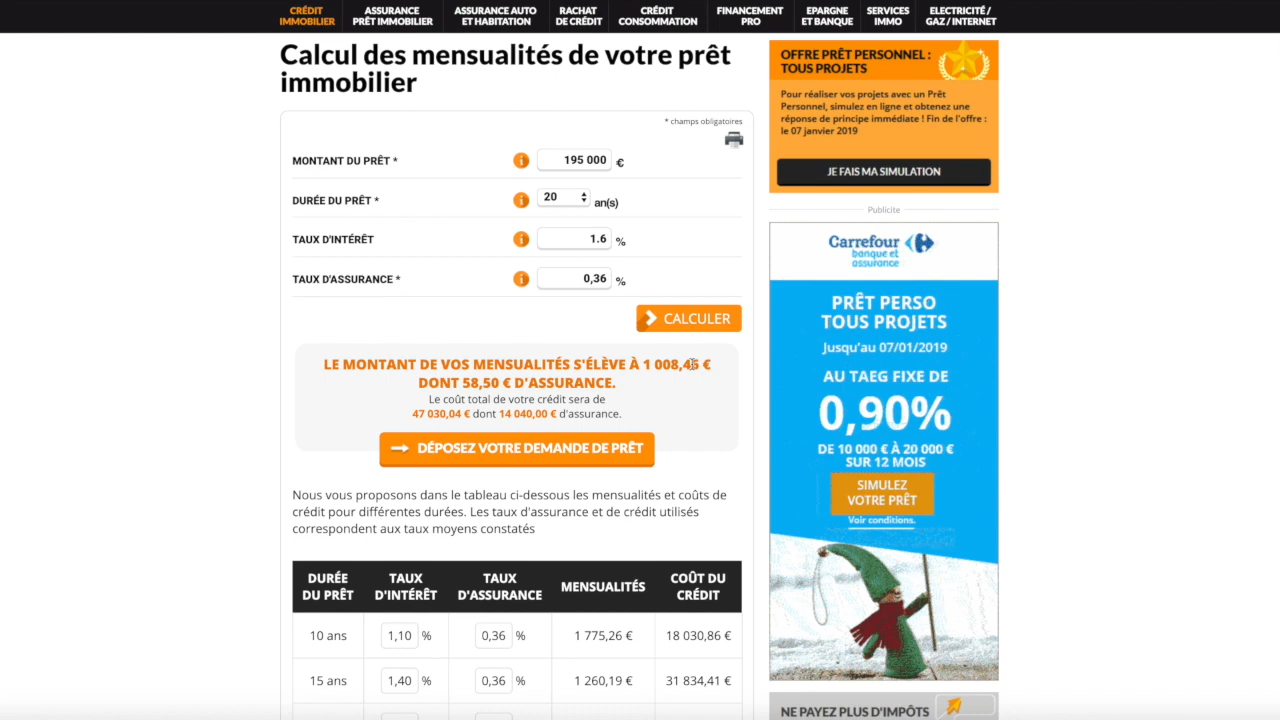 CRÉDIT
IMMOBILIER
ASSURANCE
PRÊT IMMOBILIER
ASSURANCE AUTO
ET HABITATION
RACHAT
DE CRÉDIT
CRÉDIT
CONSOMMATION
FINANCEMENT
PRO
EPARGNE
ET BANQUE
SERVICES
IMMO
ELECTRICITÉ /
GAZ / INTERNET
Calcul des mensualités de votre prêt
immobilier
* champs obligatoires
MONTANT DU PRÊT * 195 000 €
DURÉE DU PRÊT * 20 an(s)
TAUX D'INTÉRÊT 1.6 %
TAUX D'ASSURANCE * 0,36 %
CALCULER
LE MONTANT DE VOS MENSUALITÉS S'ÉLÈVE À 1 008,46 €
DONT 58,50 € D'ASSURANCE.
Le coût total de votre crédit sera de
47 030,04 € dont 14 040,00 € d'assurance.
DÉPOSEZ VOTRE DEMANDE DE PRÊT
Nous vous proposons dans le tableau ci-dessous les mensualités et coûts de
crédit pour différentes durées. Les taux d'assurance et de crédit utilisés
correspondent aux taux moyens constatés
DURÉE
DU PRÊT
TAUX
D'INTÉRÊT
TAUX
D'ASSURANCE
MENSUALITÉS
COÛT DU
CRÉDIT
10 ans 1,10 % 0,36 % 1 775,26 € 18 030,86 €
15 ans 1,40 % 0,36 % 1 260,19 € 31 834,41 €
OFFRE PRÊT PERSONNEL :
TOUS PROJETS
Pour réaliser vos projets avec un Prêt
Personnel, simulez en ligne et obtenez une
réponse de principe immédiate ! Fin de l'offre :
le 07 janvier 2019
JE FAIS MA SIMULATION
Publicite
Carrefour
banque et
assurance
PRÊT PERSO
TOUS PROJETS
Jusqu'au 07/01/2019
AU TAEG FIXE DE
0,90%
DE 10 000 € À 20 000 €
SUR 12 MOIS
SIMULEZ
VOTRE PRÊT
Voir conditions.
NE PAYEZ PLUS D'IMPÔTS